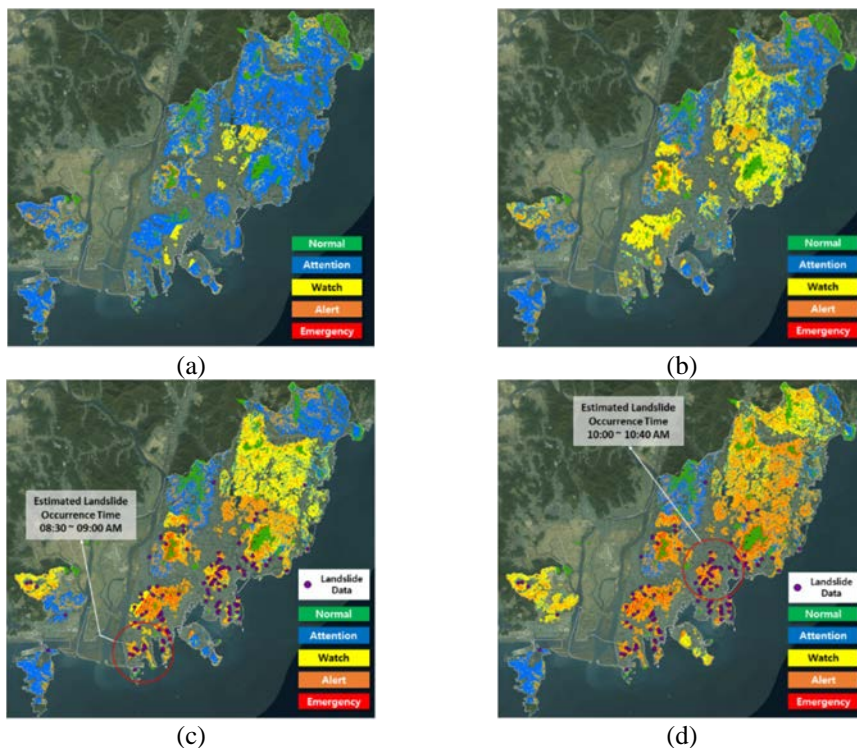 Normal
Attention
Watch
Alert
Emergency
(a)
Normal
Attention
Watch
Alert
Emergency
(b)
Estimated Landslide
Occurrence Time
08:30 ~ 09:00 AM
Landslide
Data
Normal
Attention
Watch
Alert
Emergency
(c)
Estimated Landslide
Occurrence Time
10:00 ~ 10:40 AM
Landslide
Data
Normal
Attention
Watch
Alert
Emergency
(d)